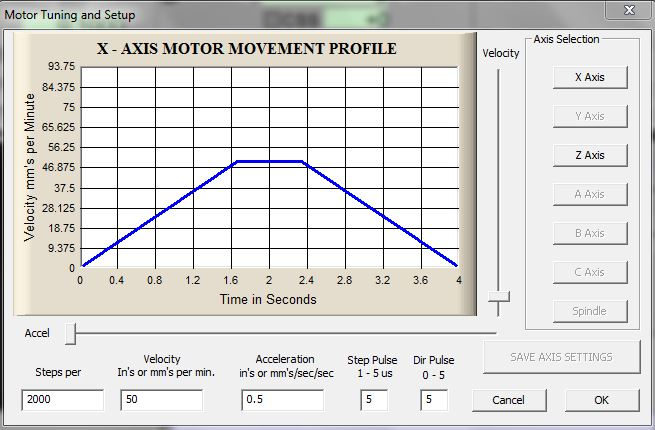 Motor Tuning and Setup
X - AXIS MOTOR MOVEMENT PROFILE
Velocity mm's per Minute
93.75
84.375
75
65.625
56.25
46.875
37.5
28.125
18.75
9.375
0
0 0.4 0.8 1.2 1.6 2 2.4 2.8 3.2 3.6 4
Time in Seconds
Velocity
Axis Selection
X Axis
Y Axis
Z Axis
A Axis
B Axis
C Axis
Spindle
Accel
SAVE AXIS SETTINGS
Steps per
2000
Velocity
In's or mm's per min.
50
Acceleration
in's or mm's/sec/sec
0.5
Step Pulse
1 - 5 us
5
Dir Pulse
0 - 5
5
Cancel
OK